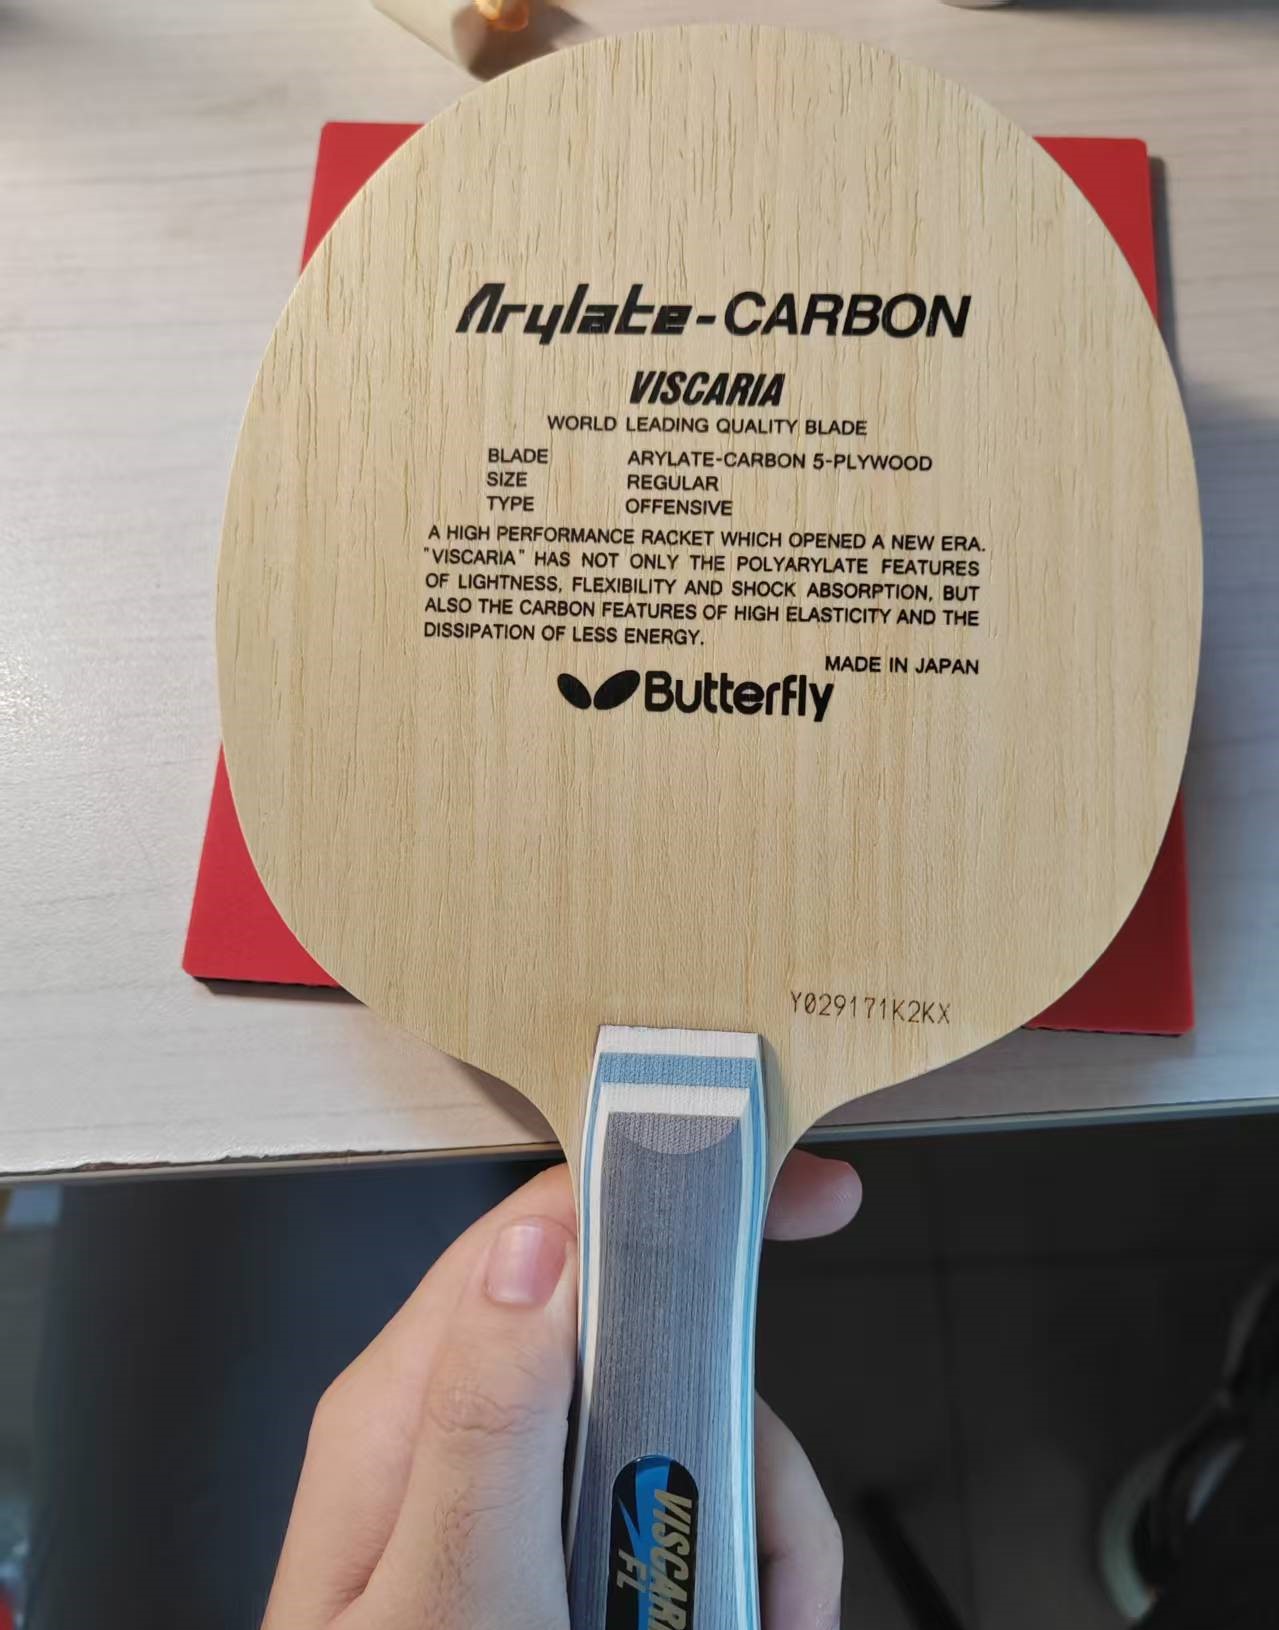 Arylate-CARBON
VISCARIA
WORLD LEADING QUALITY BLADE
BLADE ARYLATE-CARBON 5-PLYWOOD
SIZE REGULAR
TYPE OFFENSIVE
A HIGH PERFORMANCE RACKET WHICH OPENED A NEW ERA.
"VISCARIA" HAS NOT ONLY THE POLYARYLATE FEATURES
OF LIGHTNESS, FLEXIBILITY AND SHOCK ABSORPTION, BUT
ALSO THE CARBON FEATURES OF HIGH ELASTICITY AND THE
DISSIPATION OF LESS ENERGY.
MADE IN JAPAN
Butterfly
Y029171K2KX
VISCAR
FL